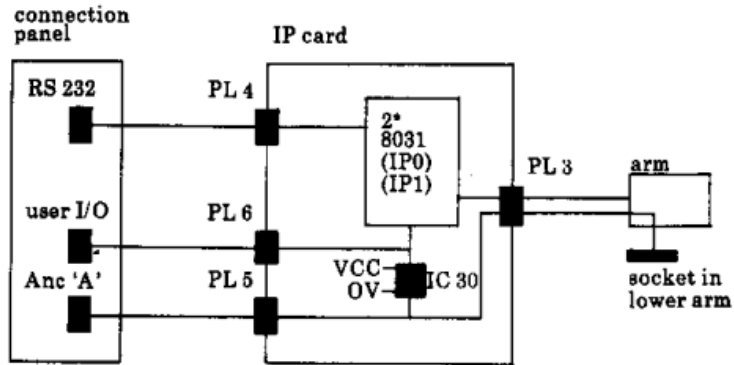 connection
panel
IP card
RS 232
PL 4
2*
8031
(IP0)
(IP1)
PL 3
arm
user I/O
PL 6
Anc 'A'
PL 5
VCC
OV
IC 30
socket in
lower arm